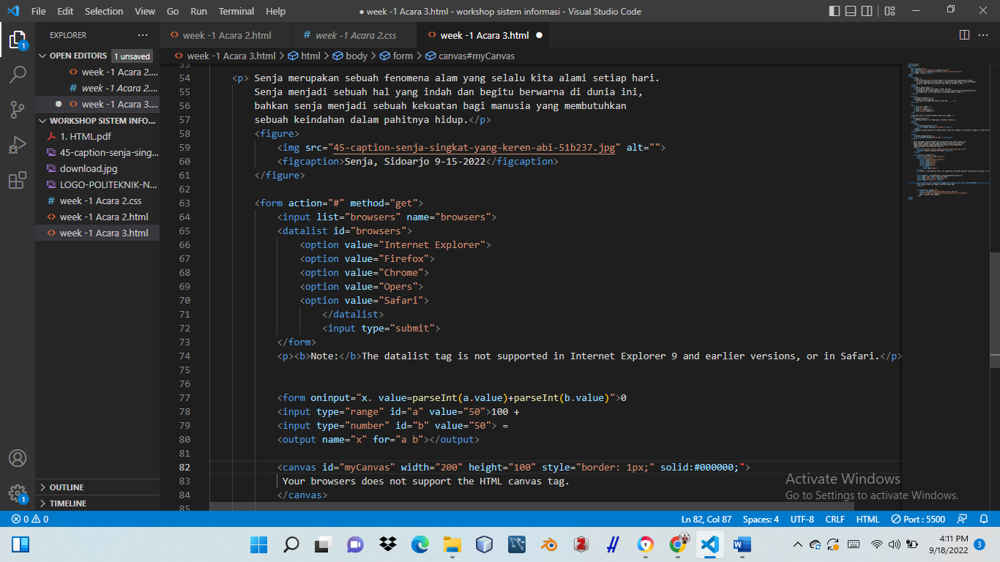 File Edit Selection View Go Run Terminal Help
● week -1 Acara 3.html - workshop sistem informasi - Visual Studio Code
EXPLORER ...
OPEN EDITORS 1 unsaved
week -1 Acara 2....
# week -1 Acara 2....
● week -1 Acara 3....
WORKSHOP SISTEM INFO...
1. HTML.pdf
45-caption-senja-sing...
download.jpg
LOGO-POLITEKNIK-N...
# week -1 Acara 2.css
week -1 Acara 2.html
week -1 Acara 3.html
OUTLINE
TIMELINE
1
1
week -1 Acara 2.html
# week -1 Acara 2.css
week -1 Acara 3.html ●
week -1 Acara 3.html > html > body > form > canvas#myCanvas
53
54 <p> Senja merupakan sebuah fenomena alam yang selalu kita alami setiap hari.
55 Senja menjadi sebuah hal yang indah dan begitu berwarna di dunia ini,
56 bahkan senja menjadi sebuah kekuatan bagi manusia yang membutuhkan
57 sebuah keindahan dalam pahitnya hidup.</p>
58 <figure>
59 <img src="45-caption-senja-singkat-yang-keren-abi-51b237.jpg" alt="">
60 <figcaption>Senja, Sidoarjo 9-15-2022</figcaption>
61 </figure>
62
63 <form action="#" method="get">
64 <input list="browsers" name="browsers">
65 <datalist id="browsers">
66 <option value="Internet Explorer">
67 <option value="Firefox">
68 <option value="Chrome">
69 <option value="Opers">
70 <option value="Safari">
71 </datalist>
72 <input type="submit">
73 </form>
74 <p><b>Note:</b>The datalist tag is not supported in Internet Explorer 9 and earlier versions, or in Safari.</p>
75
76
77 <form oninput="x. value=parseInt(a.value)+parseInt(b.value)">0
78 <input type="range" id="a" value="50">100 +
79 <input type="number" id="b" value="50"> =
80 <output name="x" for="a b"></output>
81
82 <canvas id="myCanvas" width="200" height="100" style="border: 1px;" solid:#000000;">
83 Your browsers does not support the HTML canvas tag.
84 </canvas>
85
Activate Windows
Go to Settings to activate Windows.
0 0
Ln 82, Col 87 Spaces: 4 UTF-8 CRLF HTML Port : 5500
4:11 PM
9/18/2022
3